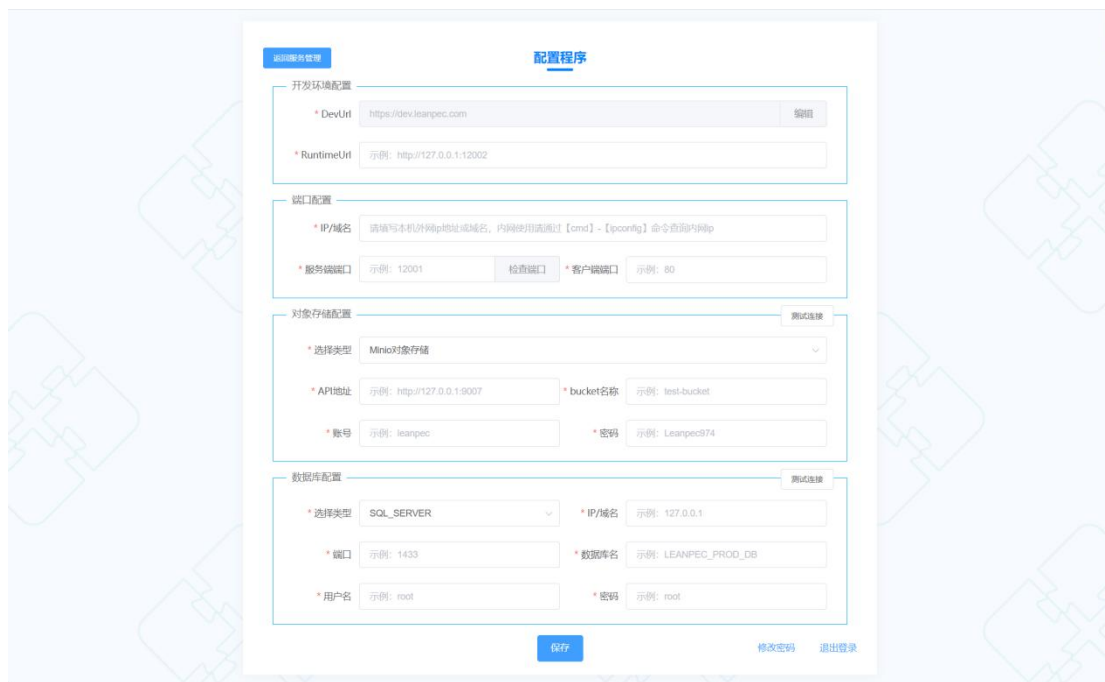 返回服务管理
配置程序
开发环境配置
* DevUrl https://dev.leanpec.com 编辑
* RuntimeUrl 示例：http://127.0.0.1:12002
端口配置
* IP/域名 请填写本机外网ip地址或域名，内网使用请通过【cmd】-【ipconfig】命令查询内网ip
* 服务端端口 示例：12001 检查端口 * 客户端端口 示例：80
对象存储配置 测试连接
* 选择类型 Minio对象存储
* API地址 示例：http://127.0.0.1:9007 * bucket名称 示例：test-bucket
* 账号 示例：leanpec * 密码 示例：Leanpec974
数据库配置 测试连接
* 选择类型 SQL_SERVER * IP/域名 示例：127.0.0.1
* 端口 示例：1433 * 数据库名 示例：LEANPEC_PROD_DB
* 用户名 示例：root * 密码 示例：root
保存 修改密码 退出登录